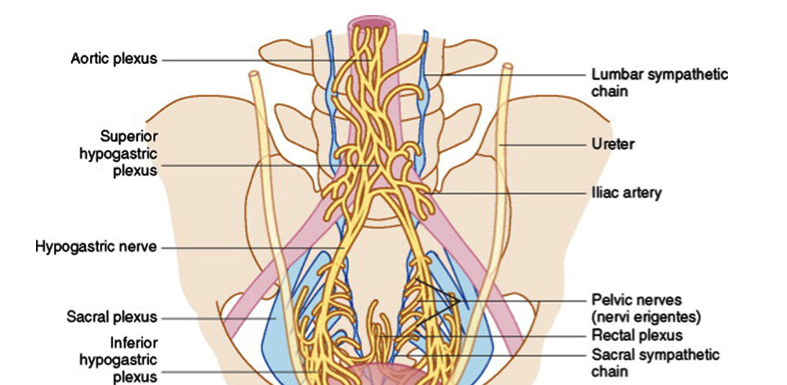 Aortic plexus
Lumbar sympathetic
chain
Superior
hypogastric
plexus
Ureter
Iliac artery
Hypogastric nerve
Pelvic nerves
(nervi erigentes)
Sacral plexus
Rectal plexus
Inferior
hypogastric
plexus
Sacral sympathetic
chain